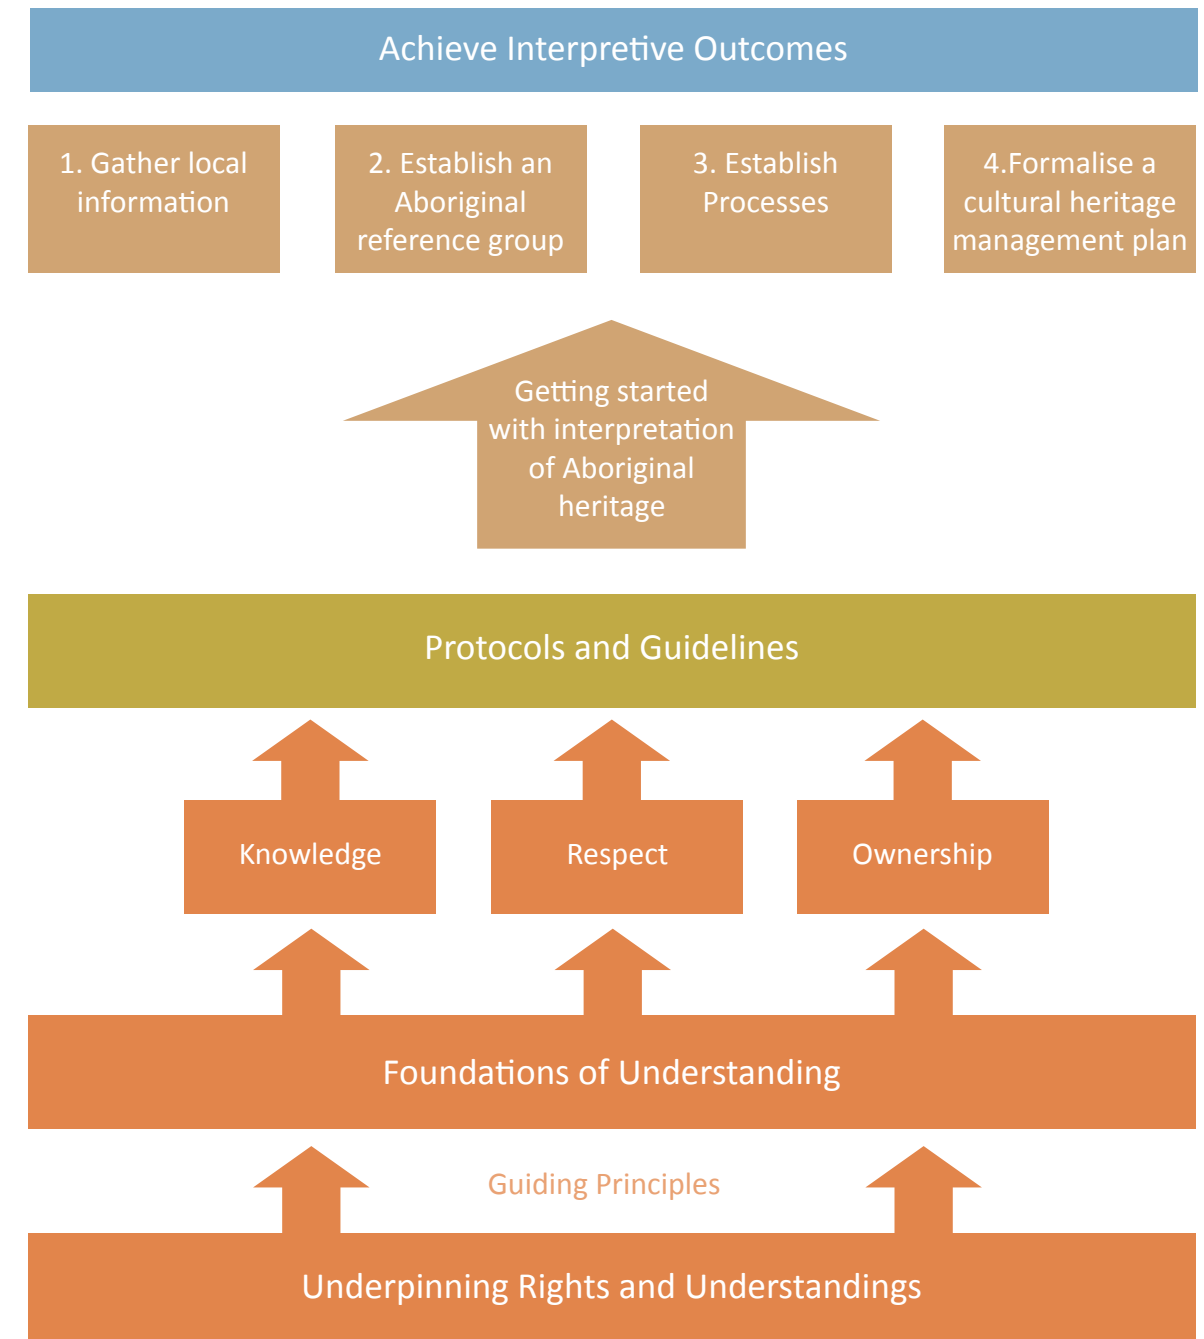 Achieve Interpretive Outcomes
1. Gather local
information
2. Establish an
Aboriginal
reference group
3. Establish
Processes
4.Formalise a
cultural heritage
management plan
Getting started
with interpretation
of Aboriginal
heritage
Protocols and Guidelines
Knowledge
Respect
Ownership
Foundations of Understanding
Guiding Principles
Underpinning Rights and Understandings